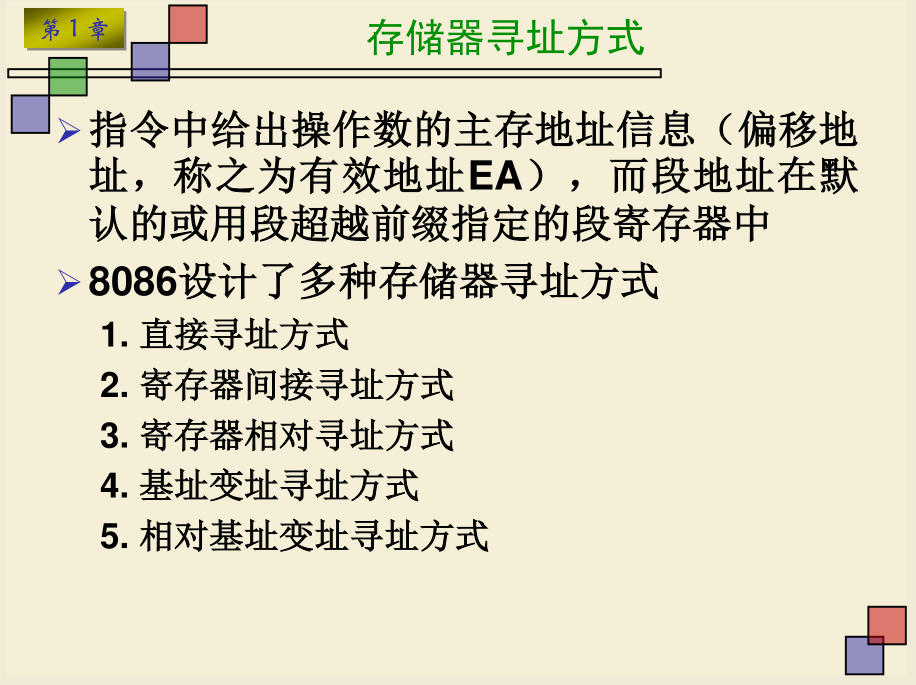 第1章
存储器寻址方式
指令中给出操作数的主存地址信息（偏移地
址，称之为有效地址EA），而段地址在默
认的或用段超越前缀指定的段寄存器中
8086设计了多种存储器寻址方式
1. 直接寻址方式
2. 寄存器间接寻址方式
3. 寄存器相对寻址方式
4. 基址变址寻址方式
5. 相对基址变址寻址方式